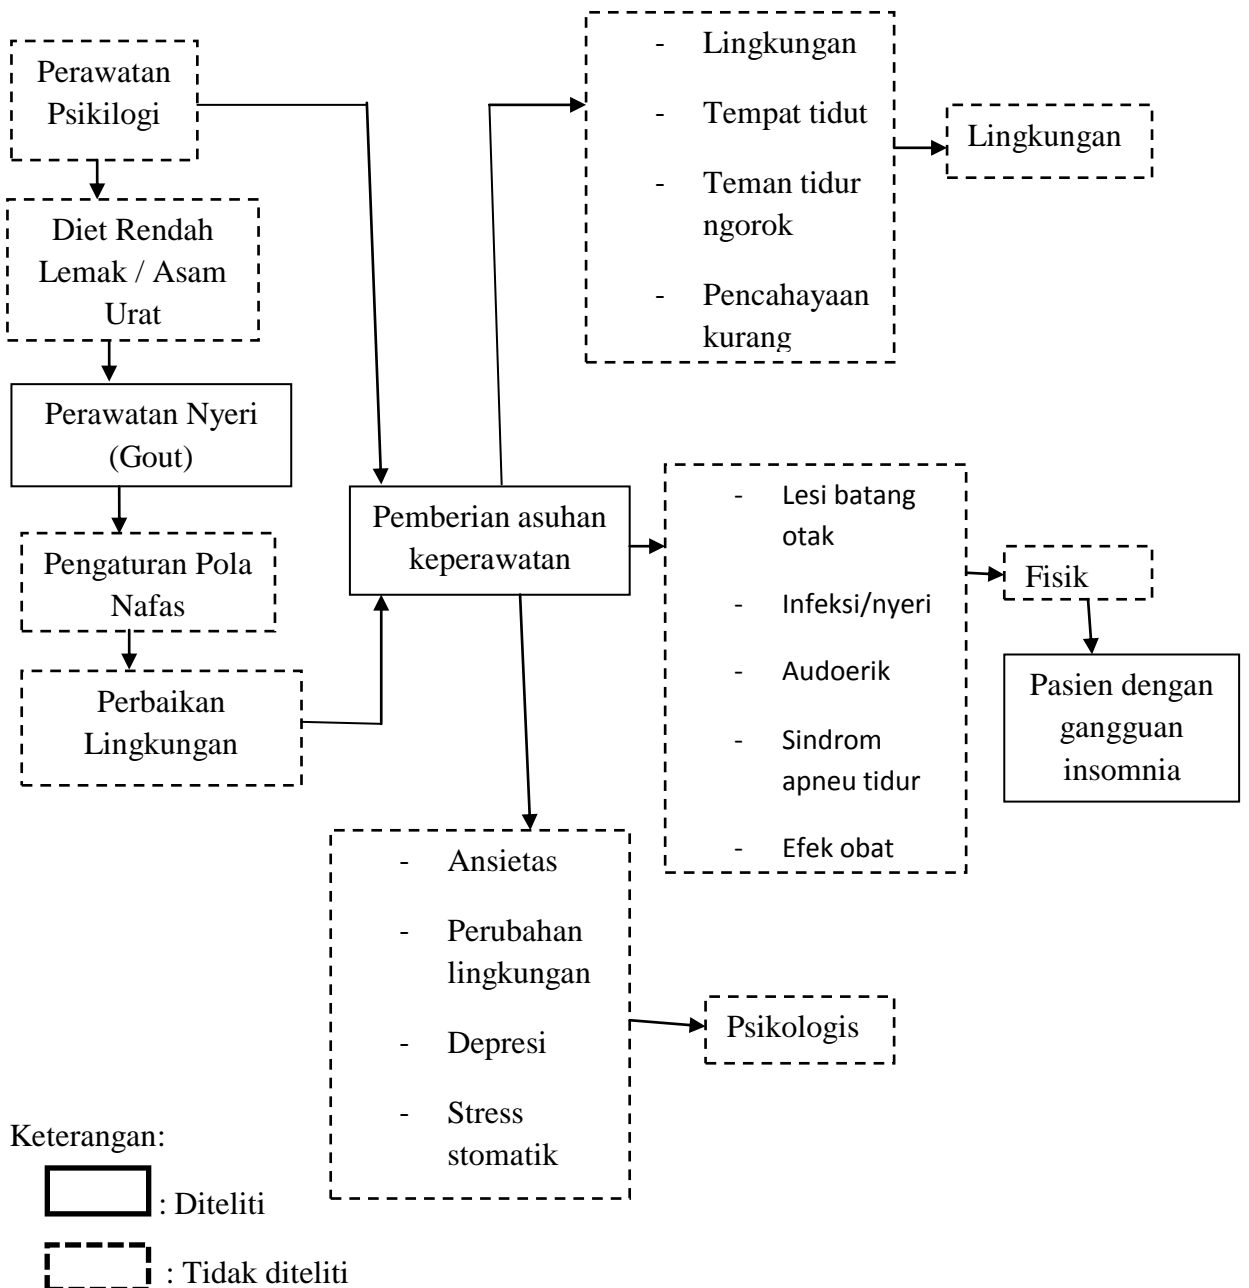 Perawatan
Psikilogi
Diet Rendah
Lemak / Asam
Urat
Perawatan Nyeri
(Gout)
Pengaturan Pola
Nafas
Perbaikan
Lingkungan
Pemberian asuhan
keperawatan
- Lingkungan
- Tempat tidut
- Teman tidur
ngorok
- Pencahayaan
kurang
Lingkungan
- Lesi batang
otak
- Infeksi/nyeri
- Audoerik
- Sindrom
apneu tidur
- Efek obat
Fisik
Pasien dengan
gangguan
insomnia
- Ansietas
- Perubahan
lingkungan
- Depresi
- Stress
stomatik
Psikologis
Keterangan:
: Diteliti
: Tidak diteliti